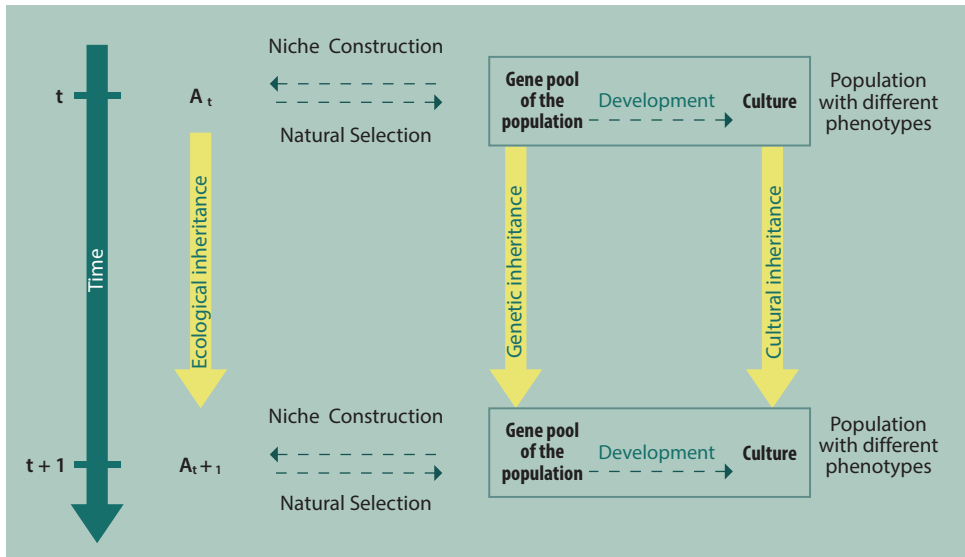 Niche Construction
t
A t
Natural Selection
Gene pool
of the
population
Development
Culture
Population
with different
phenotypes
Time
Ecological inheritance
Genetic inheritance
Cultural inheritance
Niche Construction
t + 1
A t + 1
Natural Selection
Gene pool
of the
population
Development
Culture
Population
with different
phenotypes